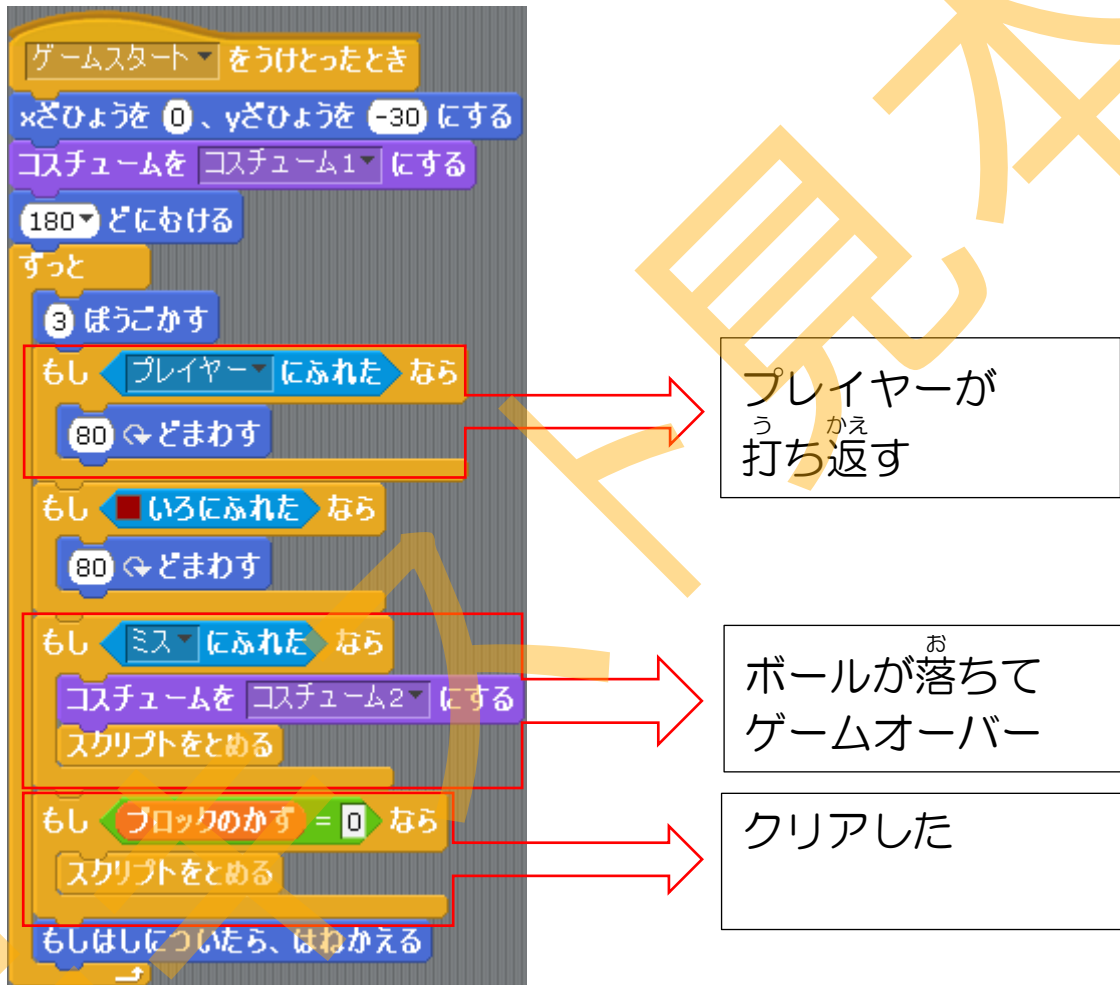 ゲームスタート をうけとったとき
xざひょうを 0 、yざひょうを -30 にする
コスチュームを コスチューム1 にする
180 どにむける
ずっと
3 ほうごかす
もし プレイヤー にふれた なら
80 どまわす
もし いろにふれた なら
80 どまわす
もし ミス にふれた なら
コスチュームを コスチューム2 にする
スクリプトをとめる
もし ブロックのかず = 0 なら
スクリプトをとめる
もしはしについたら、はねかえる
プレイヤーが
う かえ
打ち返す
お
ボールが落ちて
ゲームオーバー
クリアした